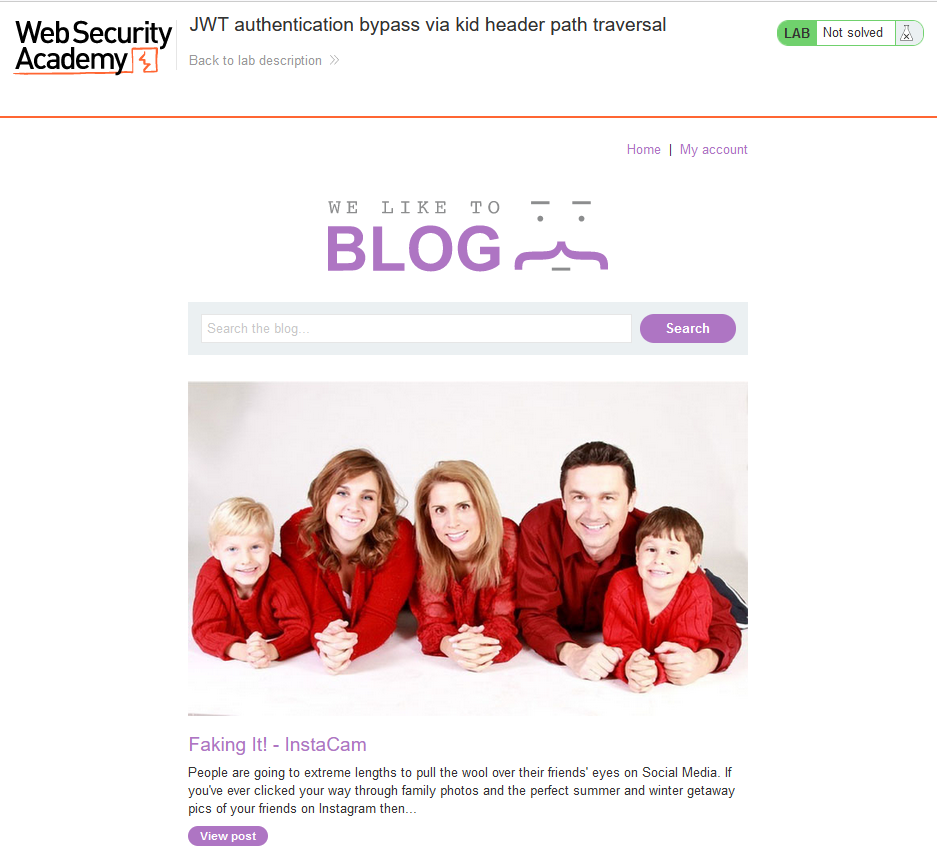 Web Security
Academy
JWT authentication bypass via kid header path traversal
Back to lab description
LAB Not solved
Home | My account
WE LIKE TO
BLOG
Search the blog...
Search
Faking It! - InstaCam
People are going to extreme lengths to pull the wool over their friends' eyes on Social Media. If
you've ever clicked your way through family photos and the perfect summer and winter getaway
pics of your friends on Instagram then...
View post